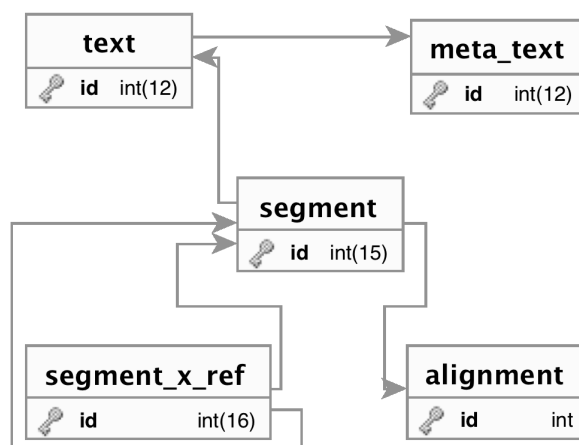 text
id int(12)
meta_text
id int(12)
segment
id int(15)
segment_x_ref
id int(16)
alignment
id int